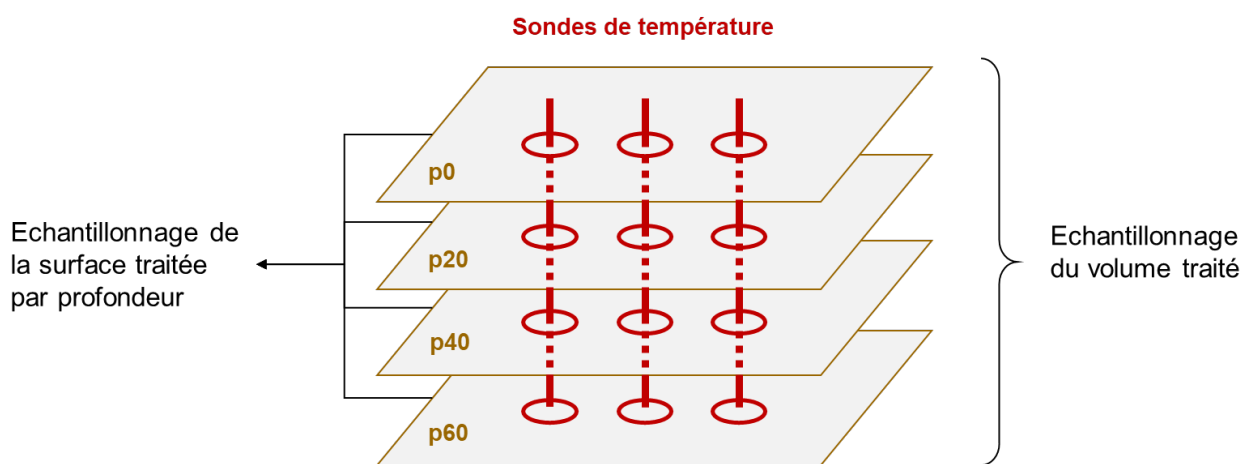 Sondes de température
p0
p20
p40
p60
Echantillonnage de
la surface traitée
par profondeur
Echantillonnage
du volume traité